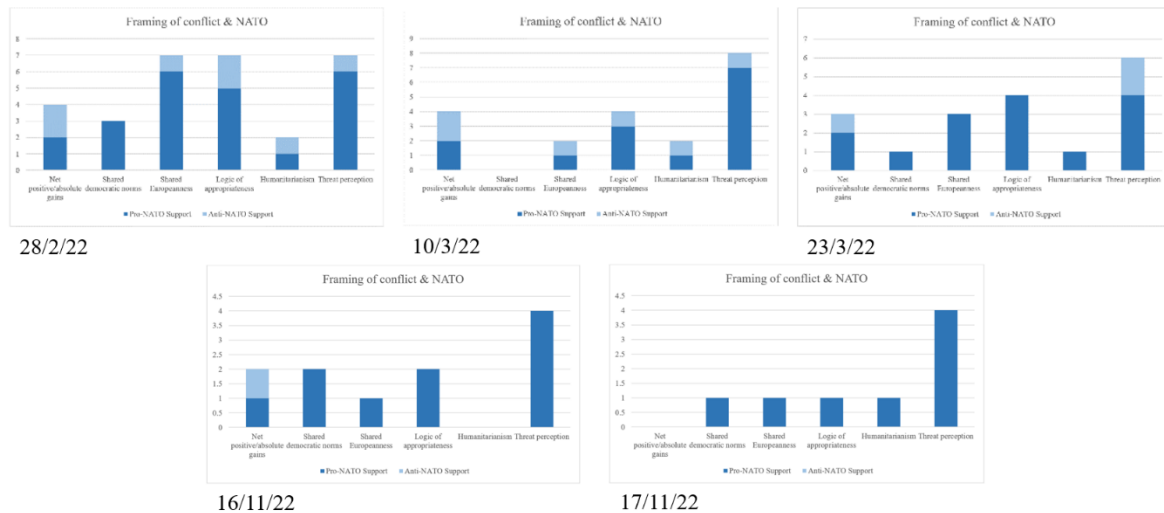 Framing of conflict & NATO
8
7
6
5
4
3
2
1
0
Net
positive/absolute
gains
Shared
democratic norms
Shared
Europeanness
Logic of
appropriateness
Humanitarianism
Threat perception
Pro-NATO Support
Anti-NATO Support
28/2/22
Framing of conflict & NATO
9
8
7
6
5
4
3
2
1
0
Net
positive/absolute
gains
Shared
democratic norms
Shared
Europeanness
Logic of
appropriateness
Humanitarianism
Threat perception
Pro-NATO Support
Anti-NATO Support
10/3/22
Framing of conflict & NATO
7
6
5
4
3
2
1
0
Net
positive/absolute
gains
Shared
democratic norms
Shared
Europeanness
Logic of
appropriateness
Humanitarianism
Threat perception
Pro-NATO Support
Anti-NATO Support
23/3/22
Framing of conflict & NATO
4.5
4
3.5
3
2.5
2
1.5
1
0.5
0
Net
positive/absolute
gains
Shared
democratic norms
Shared
Europeanness
Logic of
appropriateness
Humanitarianism
Threat perception
Pro-NATO Support
Anti-NATO Support
16/11/22
Framing of conflict & NATO
4.5
4
3.5
3
2.5
2
1.5
1
0.5
0
Net
positive/absolute
gains
Shared
democratic norms
Shared
Europeanness
Logic of
appropriateness
Humanitarianism
Threat perception
Pro-NATO Support
Anti-NATO Support
17/11/22